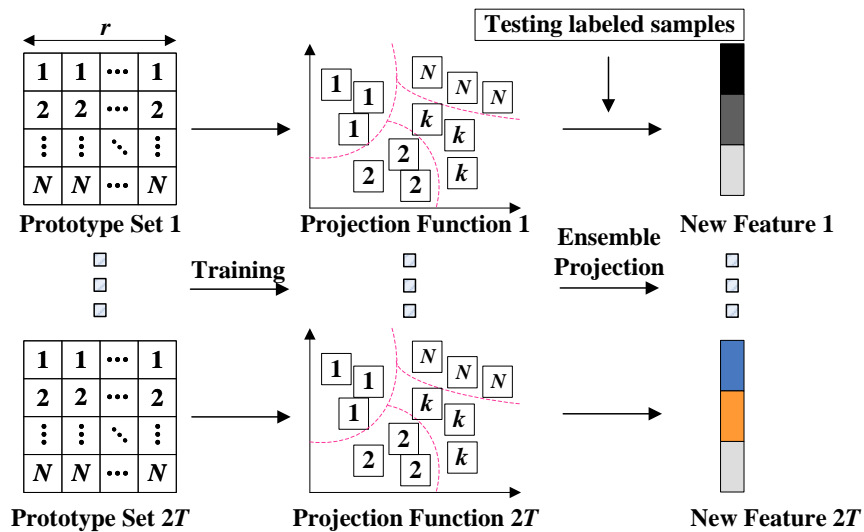 r
Testing labeled samples
1 1 ... 1
2 2 ... 2
N N ... N
1 1 1
2 2 2
k k k
N N N
Prototype Set 1
Projection Function 1
New Feature 1
Training
Ensemble
Projection
1 1 ... 1
2 2 ... 2
N N ... N
1 1 1
2 2 2
k k k
N N N
Prototype Set 2T
Projection Function 2T
New Feature 2T